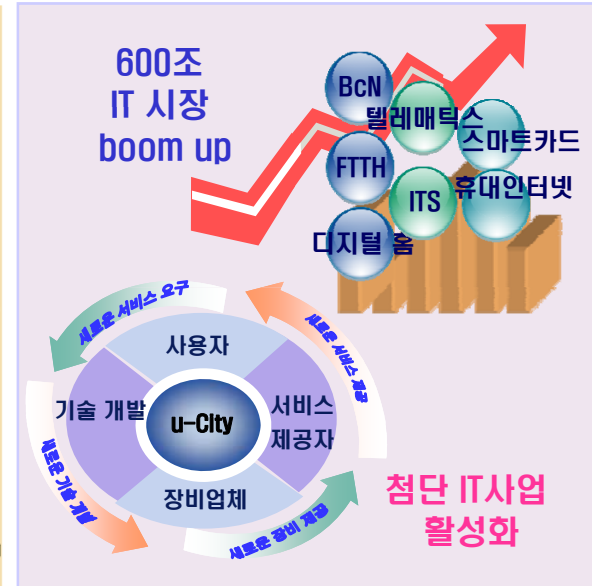 600조
IT 시장
boom up
BcN
텔레매틱스
스마트카드
FTTH
ITS
휴대인터넷
디지털 홈
새로운 서비스 요구
새로운 서비스 제공
사용자
기술 개발
u-City
서비스
제공자
장비업체
새로운 기술 개발
새로운 장비 제공
첨단 IT사업
활성화